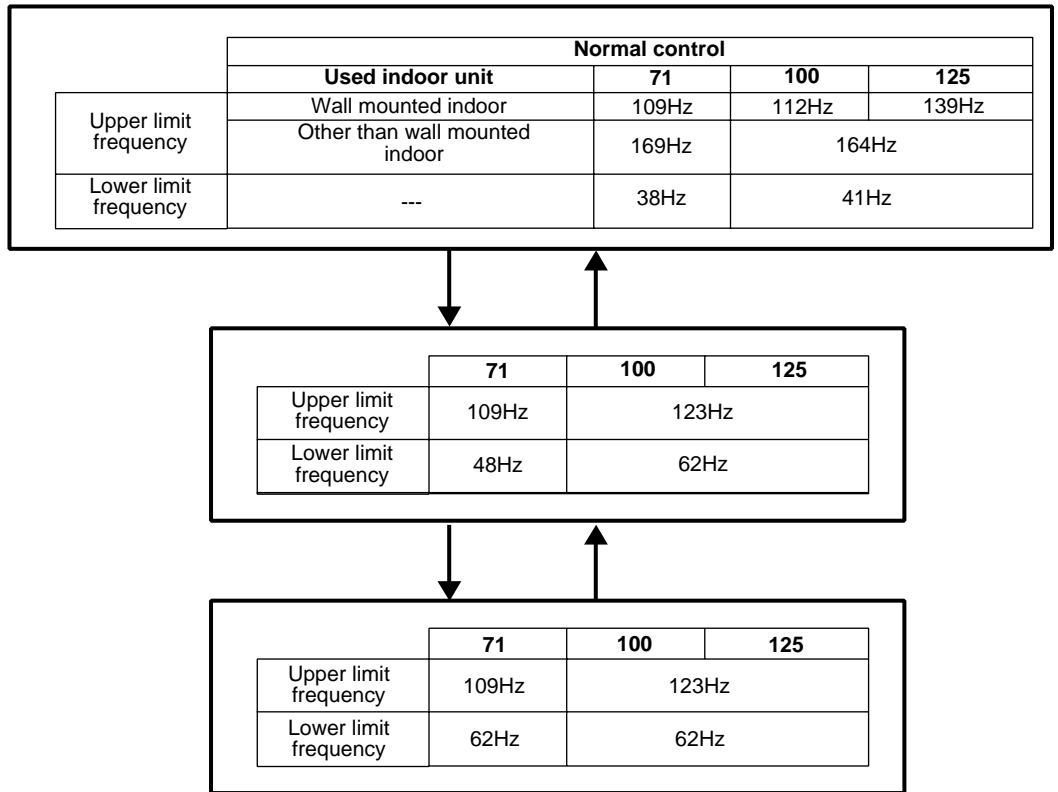 Normal control
Used indoor unit 71 100 125
Upper limit
frequency
Wall mounted indoor 109Hz 112Hz 139Hz
Other than wall mounted
indoor
169Hz 164Hz
Lower limit
frequency
--- 38Hz 41Hz
71 100 125
Upper limit
frequency
109Hz 123Hz
Lower limit
frequency
48Hz 62Hz
71 100 125
Upper limit
frequency
109Hz 123Hz
Lower limit
frequency
62Hz 62Hz